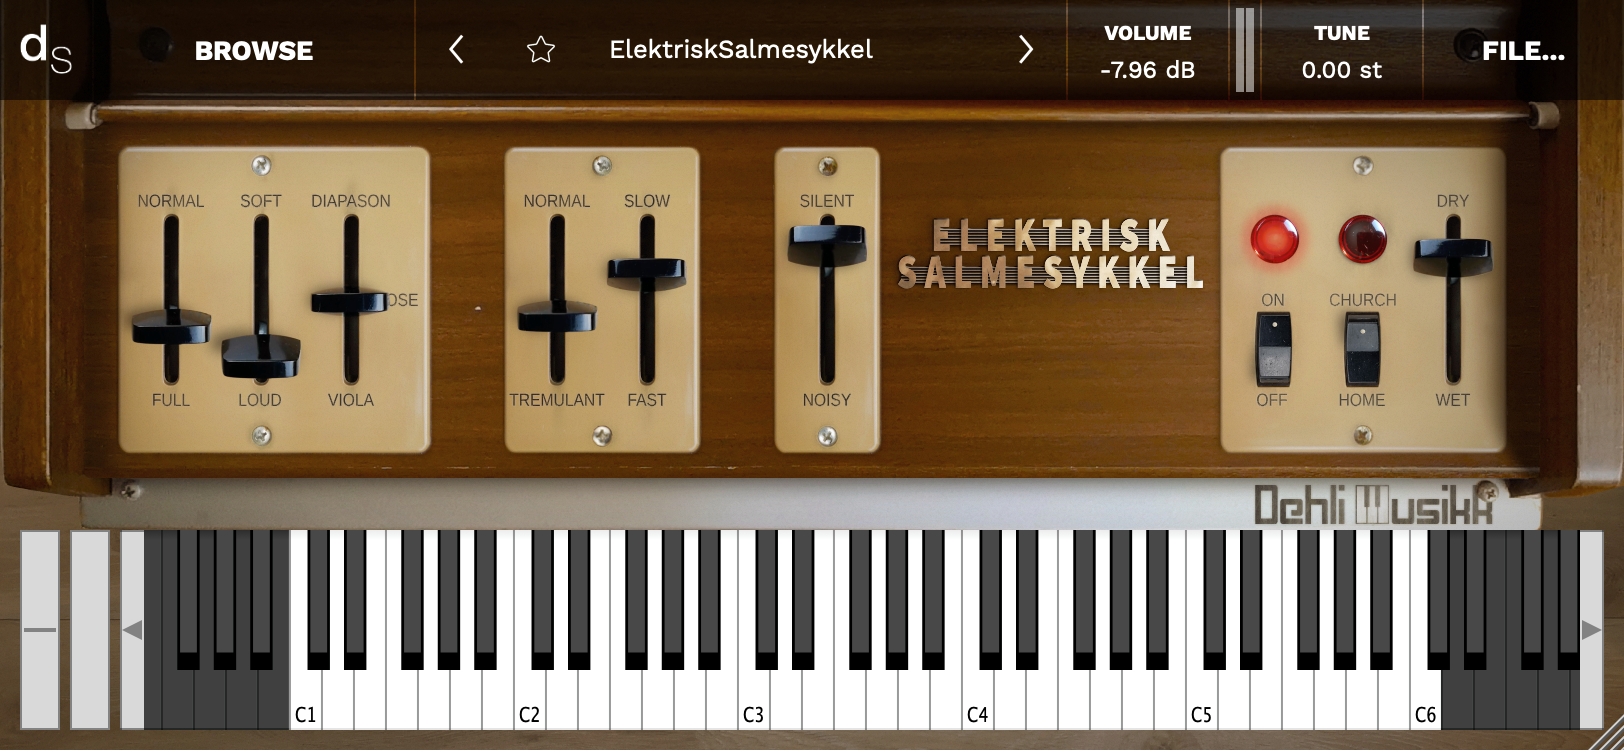 ds
BROWSE
ElektriskSalmesykkel
VOLUME
-7.96 dB
TUNE
0.00 st
FILE...
NORMAL SOFT DIAPASON
OSE
FULL LOUD VIOLA
NORMAL SLOW
TREMULANT FAST
SILENT
NOISY
ELEKTRISK
SALMESYKKEL
DRY
ON CHURCH
OFF HOME WET
Dehli Musikk
C1 C2 C3 C4 C5 C6